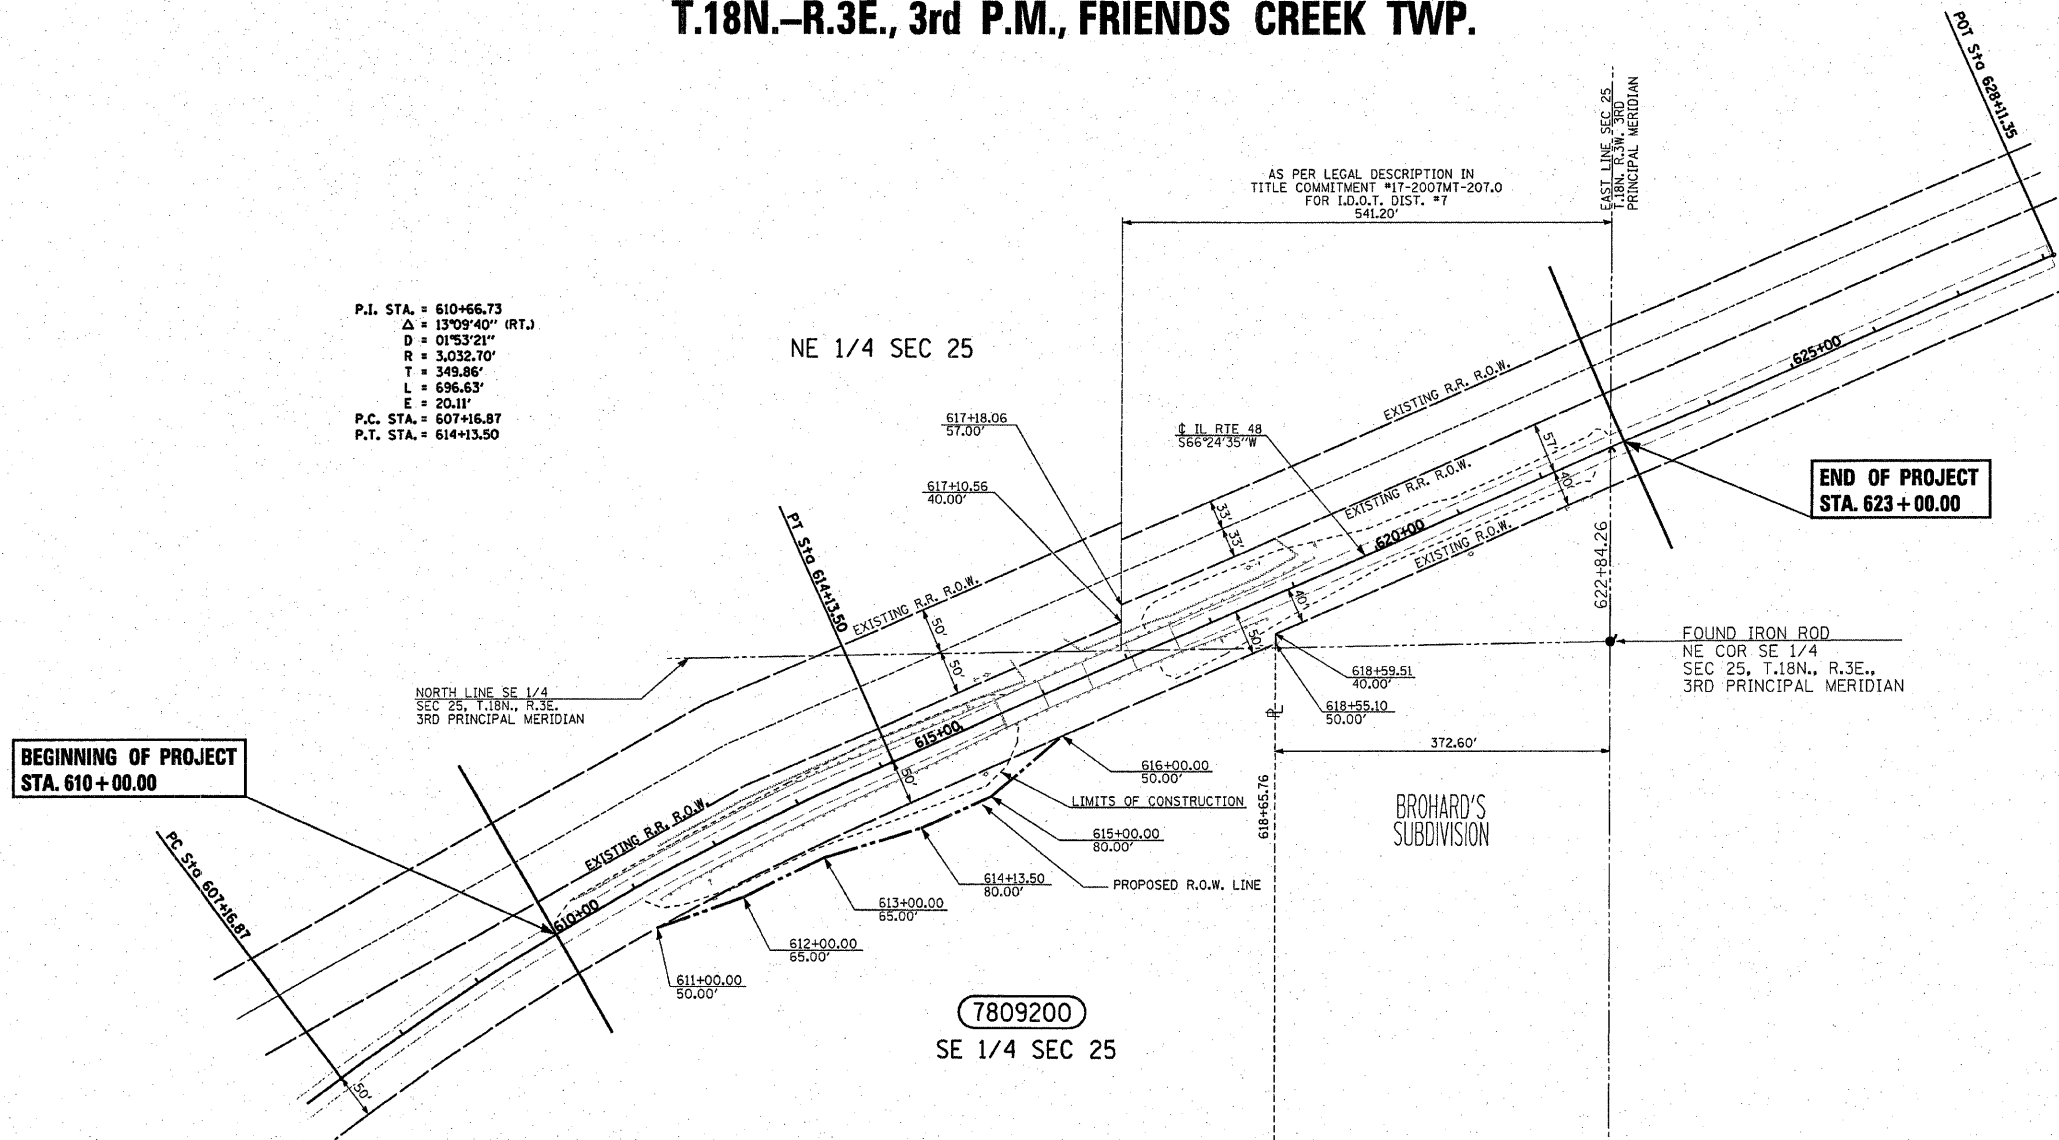 T.18N.–R.3E., 3rd P.M., FRIENDS CREEK TWP.
POT Sta 628+11.35
EAST LINE SEC 25
T.18N. R.3W. 3RD
PRINCIPAL MERIDIAN
AS PER LEGAL DESCRIPTION IN
TITLE COMMITMENT #17-2007MT-207.0
FOR I.D.O.T. DIST. #7
541.20'
P.I. STA. = 610+66.73
Δ = 13°09'40" (RT.)
D = 01°53'21"
R = 3,032.70'
T = 349.86'
L = 696.63'
E = 20.11'
P.C. STA. = 607+16.87
P.T. STA. = 614+13.50
NE 1/4 SEC 25
625+00
EXISTING R.R. R.O.W.
617+18.06
57.00'
℄ IL RTE 48
S66°24'35"W
57'
40'
EXISTING R.R. R.O.W.
END OF PROJECT
STA. 623+00.00
617+10.56
40.00'
33'
33'
620+00
EXISTING R.O.W.
622+84.26
PT Sta 614+13.50
EXISTING R.R. R.O.W.
50'
50'
40'
50'
FOUND IRON ROD
NE COR SE 1/4
SEC 25, T.18N., R.3E.,
3RD PRINCIPAL MERIDIAN
618+59.51
40.00'
618+55.10
50.00'
NORTH LINE SE 1/4
SEC 25, T.18N., R.3E.
3RD PRINCIPAL MERIDIAN
PL
372.60'
615+00
BEGINNING OF PROJECT
STA. 610+00.00
50'
616+00.00
50.00'
LIMITS OF CONSTRUCTION
618+65.76
BROHARD'S
SUBDIVISION
EXISTING R.R. R.O.W.
615+00.00
80.00'
614+13.50
80.00'
PROPOSED R.O.W. LINE
613+00.00
65.00'
610+00
PC Sta 607+16.87
612+00.00
65.00'
611+00.00
50.00'
7809200
SE 1/4 SEC 25
50'